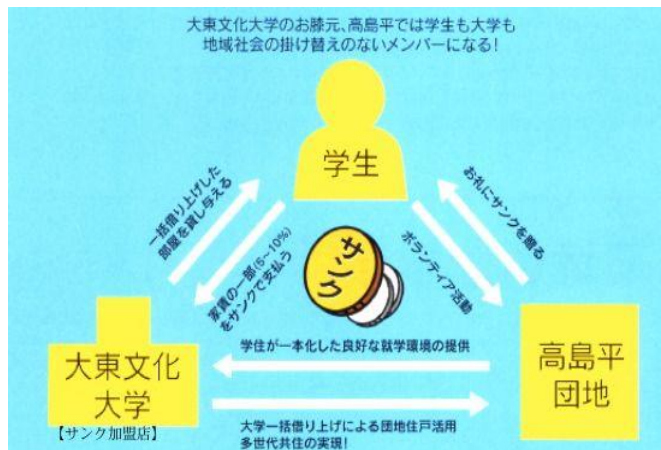 大東文化大学のお膝元、高島平では学生も大学も
地域社会の掛け替えのないメンバーになる!
学生
一括借り上げした
部屋を貸し与える
お礼にサンクを贈る
サンク
家賃の一部(5~10%)
をサンクで支払う
ボランティア活動
学住が一本化した良好な就学環境の提供
大東文化
大学
【サンク加盟店】
高島平
団地
大学一括借り上げによる団地住戸活用
多世代共住の実現!